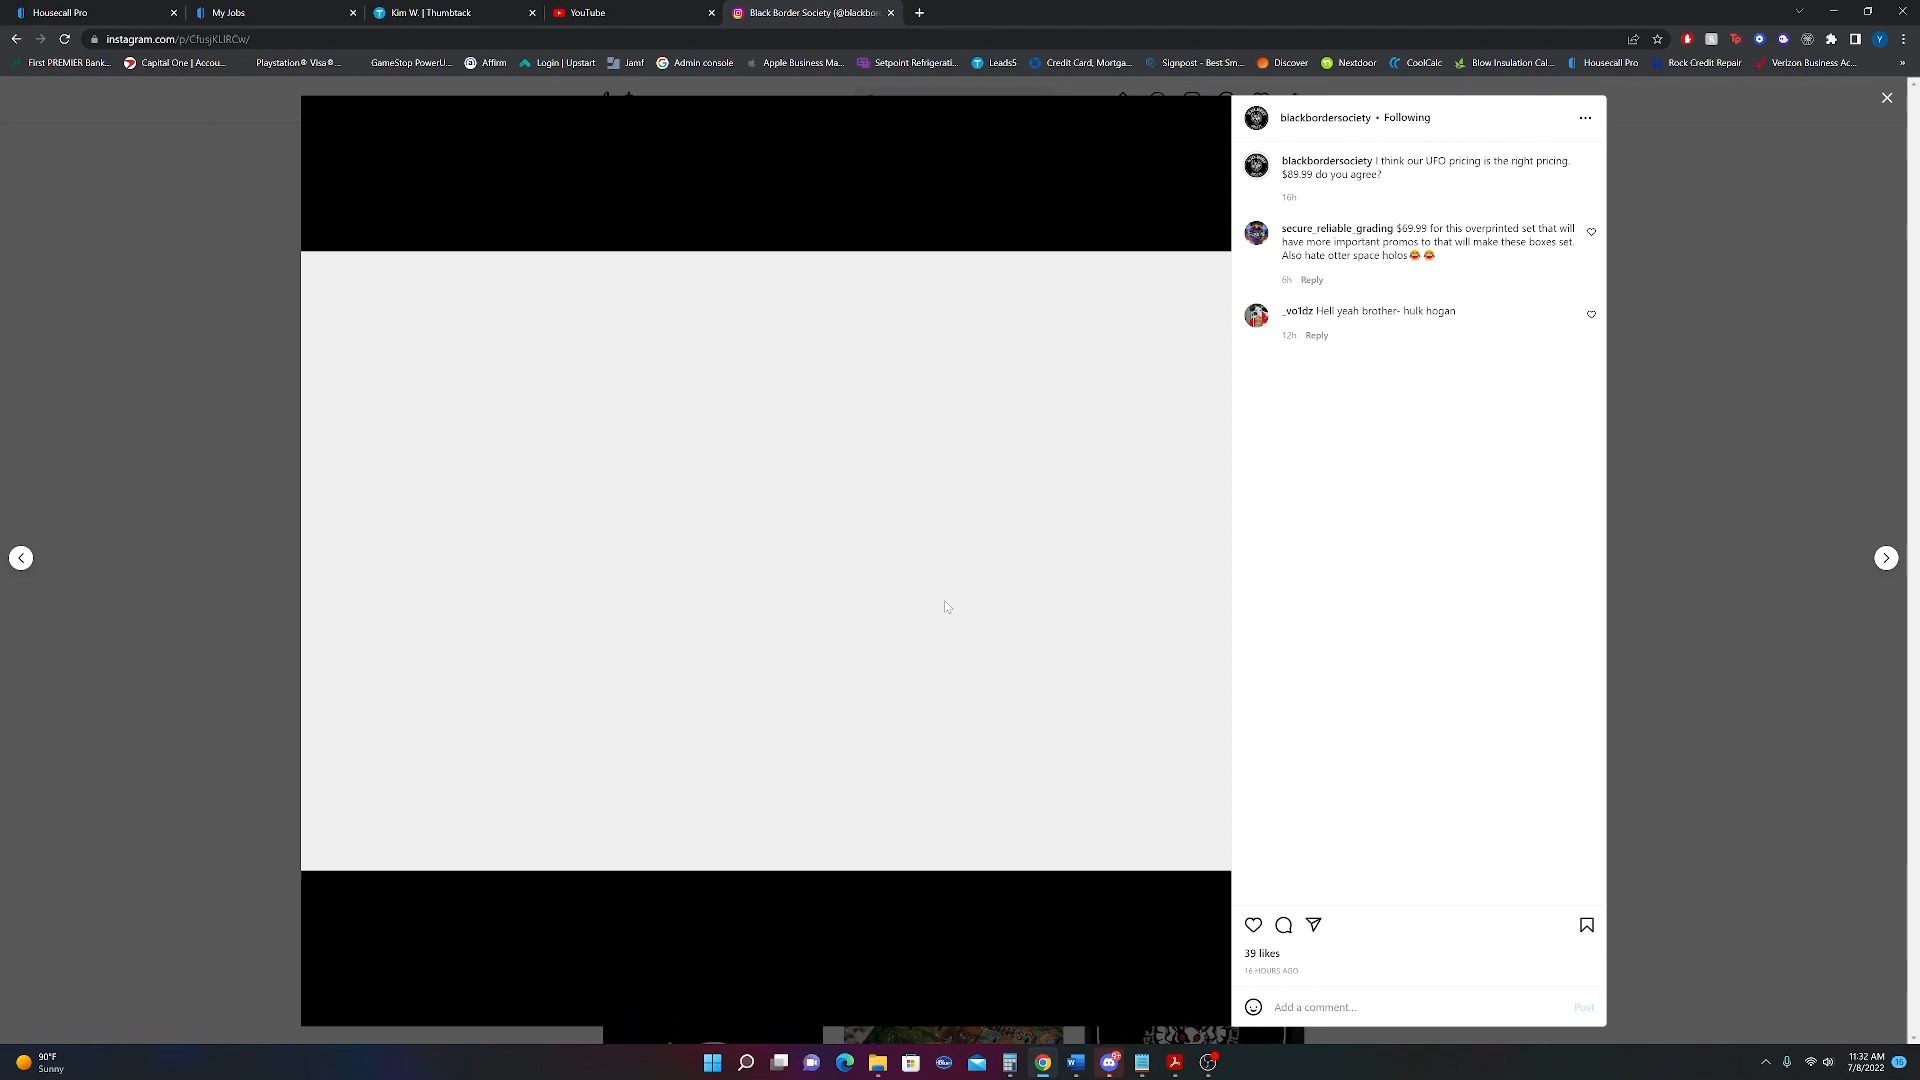 Housecall Pro
My Jobs
Kim W. | Thumbtack
YouTube
Black Border Society (@blackbor
instagram.com/p/CfusjKLlRCw/
First PREMIER Bank...
Capital One | Accou...
Playstation® Visa®...
GameStop PowerU...
Affirm
Login | Upstart
Jamf
Admin console
Apple Business Ma...
Setpoint Refrigerati...
Leads5
Credit Card, Mortga...
Signpost - Best Sm...
Discover
Nextdoor
CoolCalc
Blow Insulation Cal...
Housecall Pro
Rock Credit Repair
Verizon Business Ac...
»
blackbordersociety • Following
blackbordersociety I think our UFO pricing is the right pricing.
$89.99 do you agree?
16h
secure_reliable_grading $69.99 for this overprinted set that will
have more important promos to that will make these boxes set.
Also hate otter space holos😂 😂
6h Reply
_vo1dz Hell yeah brother- hulk hogan
12h Reply
39 likes
16 HOURS AGO
Add a comment...
Post
90°F
Sunny
9+
11:32 AM
7/8/2022
16